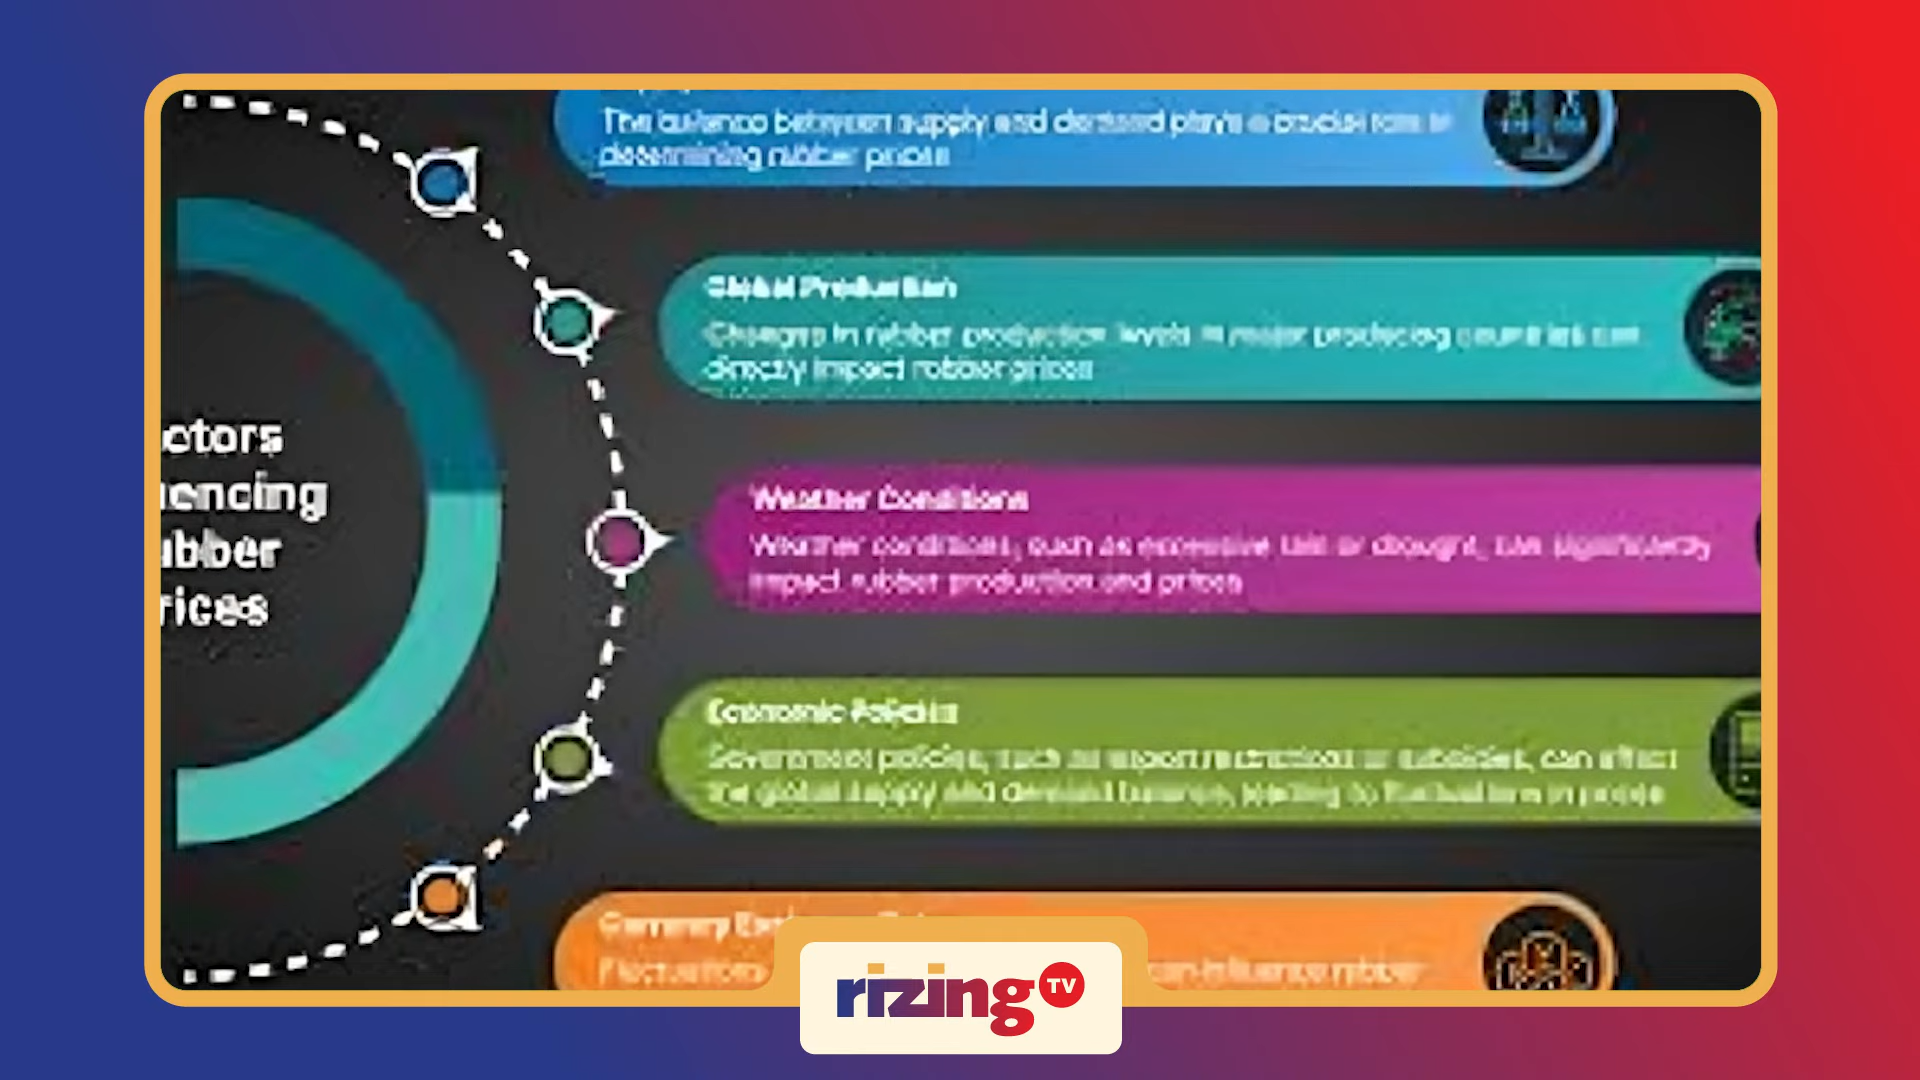 ctors
encing
ubber
rices
The balance between supply and demand plays a crucial role in
determining rubber prices
Global Production
Changes in rubber production levels in major producing countries can
directly impact rubber prices
Weather Conditions
Weather conditions, such as excessive rain or drought, can significantly
impact rubber production and prices
Economic Policies
Government policies, such as export restrictions or subsidies, can affect
the global supply and demand balance, leading to fluctuations in prices
Currency
Fluctuations can influence rubber
rizing TV